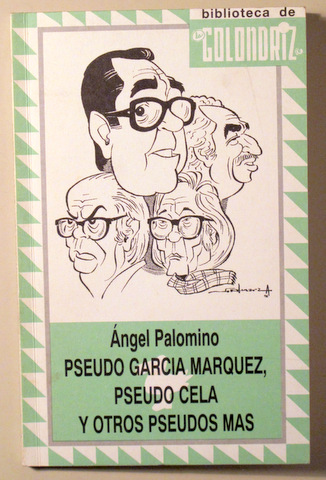 biblioteca de
La GOLONDRIZ
Ángel Palomino
PSEUDO GARCIA MARQUEZ,
PSEUDO CELA
Y OTROS PSEUDOS MAS